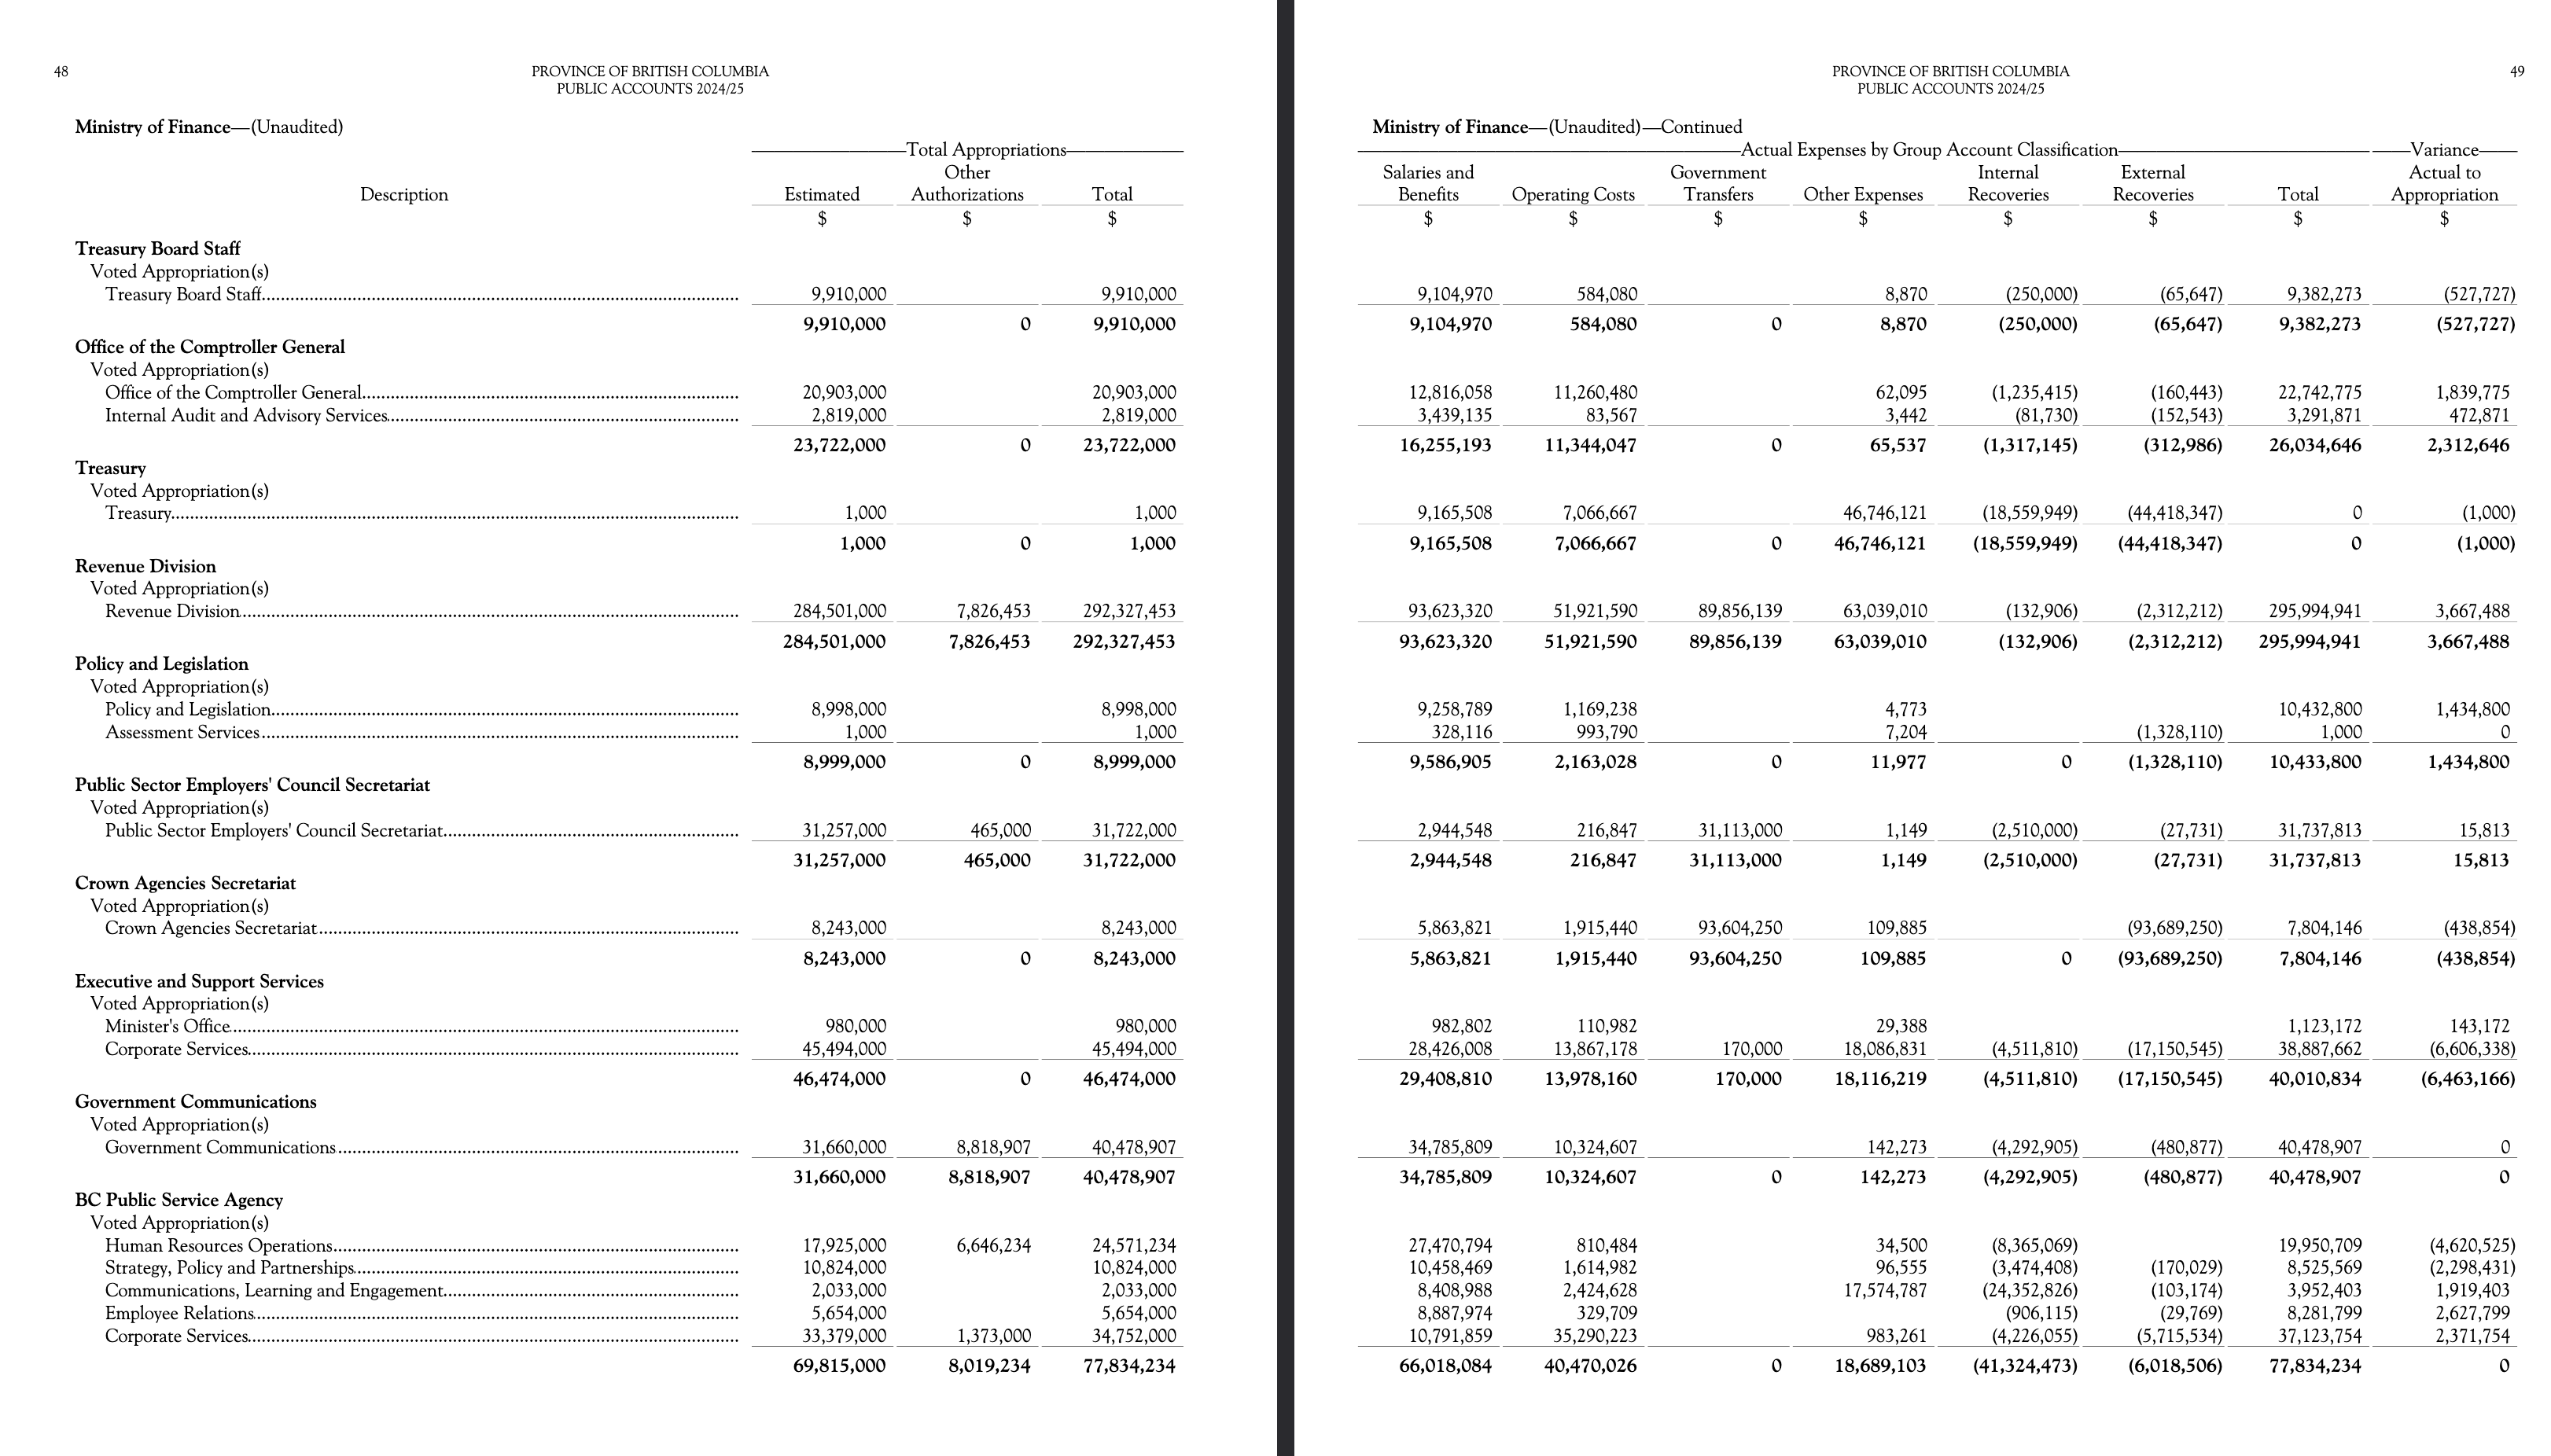 48
PROVINCE OF BRITISH COLUMBIA
PUBLIC ACCOUNTS 2024/25
Ministry of Finance—(Unaudited)
Total Appropriations
Other
Description Estimated Authorizations Total
$ $ $
Treasury Board Staff
Voted Appropriation(s)
Treasury Board Staff 9,910,000 9,910,000
9,910,000 0 9,910,000
Office of the Comptroller General
Voted Appropriation(s)
Office of the Comptroller General 20,903,000 20,903,000
Internal Audit and Advisory Services 2,819,000 2,819,000
23,722,000 0 23,722,000
Treasury
Voted Appropriation(s)
Treasury 1,000 1,000
1,000 0 1,000
Revenue Division
Voted Appropriation(s)
Revenue Division 284,501,000 7,826,453 292,327,453
284,501,000 7,826,453 292,327,453
Policy and Legislation
Voted Appropriation(s)
Policy and Legislation 8,998,000 8,998,000
Assessment Services 1,000 1,000
8,999,000 0 8,999,000
Public Sector Employers' Council Secretariat
Voted Appropriation(s)
Public Sector Employers' Council Secretariat 31,257,000 465,000 31,722,000
31,257,000 465,000 31,722,000
Crown Agencies Secretariat
Voted Appropriation(s)
Crown Agencies Secretariat 8,243,000 8,243,000
8,243,000 0 8,243,000
Executive and Support Services
Voted Appropriation(s)
Minister's Office 980,000 980,000
Corporate Services 45,494,000 45,494,000
46,474,000 0 46,474,000
Government Communications
Voted Appropriation(s)
Government Communications 31,660,000 8,818,907 40,478,907
31,660,000 8,818,907 40,478,907
BC Public Service Agency
Voted Appropriation(s)
Human Resources Operations 17,925,000 6,646,234 24,571,234
Strategy, Policy and Partnerships 10,824,000 10,824,000
Communications, Learning and Engagement 2,033,000 2,033,000
Employee Relations 5,654,000 5,654,000
Corporate Services 33,379,000 1,373,000 34,752,000
69,815,000 8,019,234 77,834,234
PROVINCE OF BRITISH COLUMBIA
PUBLIC ACCOUNTS 2024/25
49
Ministry of Finance—(Unaudited)—Continued
Actual Expenses by Group Account Classification Variance
Salaries and Government Internal External Actual to
Benefits Operating Costs Transfers Other Expenses Recoveries Recoveries Total Appropriation
$ $ $ $ $ $ $ $
9,104,970 584,080 8,870 (250,000) (65,647) 9,382,273 (527,727)
9,104,970 584,080 0 8,870 (250,000) (65,647) 9,382,273 (527,727)
12,816,058 11,260,480 62,095 (1,235,415) (160,443) 22,742,775 1,839,775
3,439,135 83,567 3,442 (81,730) (152,543) 3,291,871 472,871
16,255,193 11,344,047 0 65,537 (1,317,145) (312,986) 26,034,646 2,312,646
9,165,508 7,066,667 46,746,121 (18,559,949) (44,418,347) 0 (1,000)
9,165,508 7,066,667 0 46,746,121 (18,559,949) (44,418,347) 0 (1,000)
93,623,320 51,921,590 89,856,139 63,039,010 (132,906) (2,312,212) 295,994,941 3,667,488
93,623,320 51,921,590 89,856,139 63,039,010 (132,906) (2,312,212) 295,994,941 3,667,488
9,258,789 1,169,238 4,773 10,432,800 1,434,800
328,116 993,790 7,204 (1,328,110) 1,000 0
9,586,905 2,163,028 0 11,977 0 (1,328,110) 10,433,800 1,434,800
2,944,548 216,847 31,113,000 1,149 (2,510,000) (27,731) 31,737,813 15,813
2,944,548 216,847 31,113,000 1,149 (2,510,000) (27,731) 31,737,813 15,813
5,863,821 1,915,440 93,604,250 109,885 (93,689,250) 7,804,146 (438,854)
5,863,821 1,915,440 93,604,250 109,885 0 (93,689,250) 7,804,146 (438,854)
982,802 110,982 29,388 1,123,172 143,172
28,426,008 13,867,178 170,000 18,086,831 (4,511,810) (17,150,545) 38,887,662 (6,606,338)
29,408,810 13,978,160 170,000 18,116,219 (4,511,810) (17,150,545) 40,010,834 (6,463,166)
34,785,809 10,324,607 142,273 (4,292,905) (480,877) 40,478,907 0
34,785,809 10,324,607 0 142,273 (4,292,905) (480,877) 40,478,907 0
27,470,794 810,484 34,500 (8,365,069) 19,950,709 (4,620,525)
10,458,469 1,614,982 96,555 (3,474,408) (170,029) 8,525,569 (2,298,431)
8,408,988 2,424,628 17,574,787 (24,352,826) (103,174) 3,952,403 1,919,403
8,887,974 329,709 (906,115) (29,769) 8,281,799 2,627,799
10,791,859 35,290,223 983,261 (4,226,055) (5,715,534) 37,123,754 2,371,754
66,018,084 40,470,026 0 18,689,103 (41,324,473) (6,018,506) 77,834,234 0